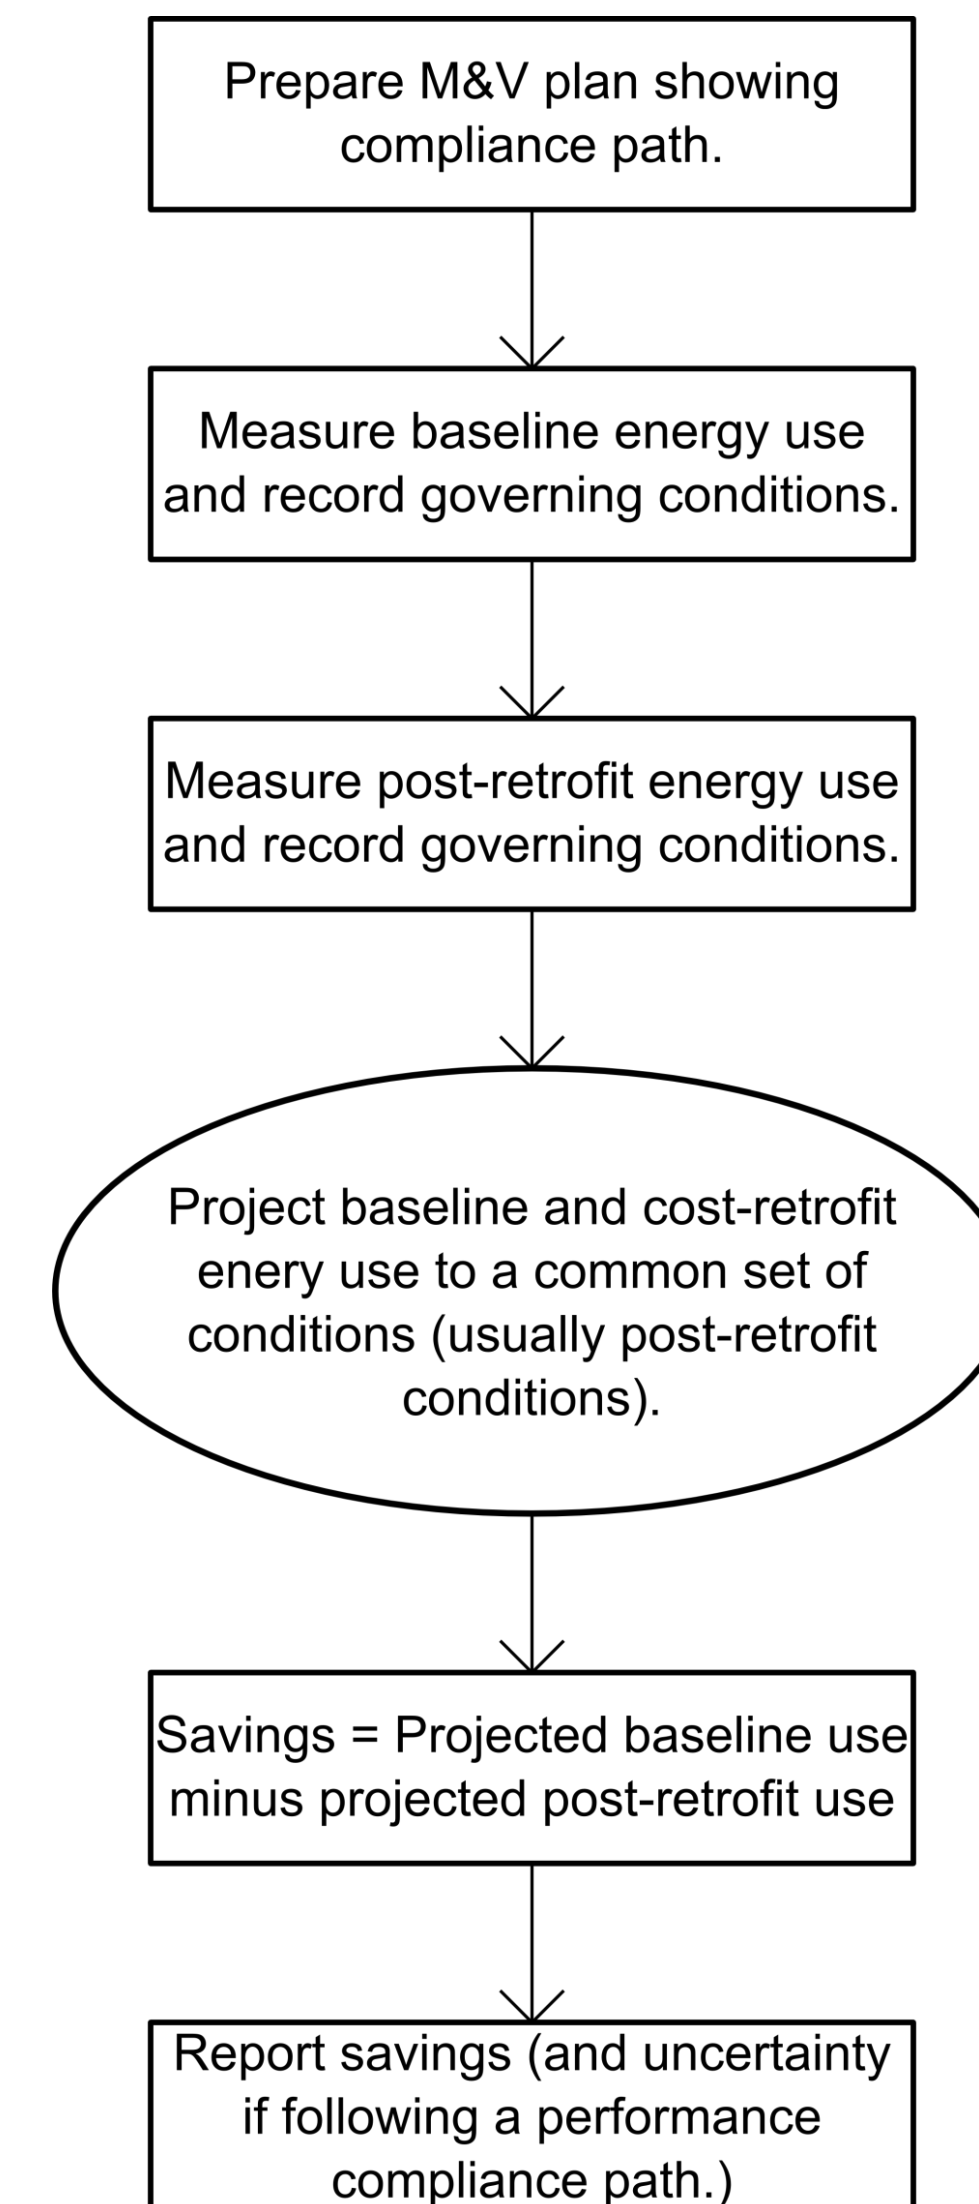 Prepare M&V plan showing
compliance path.
Measure baseline energy use
and record governing conditions.
Measure post-retrofit energy use
and record governing conditions.
Project baseline and cost-retrofit
enery use to a common set of
conditions (usually post-retrofit
conditions).
Savings = Projected baseline use
minus projected post-retrofit use
Report savings (and uncertainty
if following a performance
compliance path.)